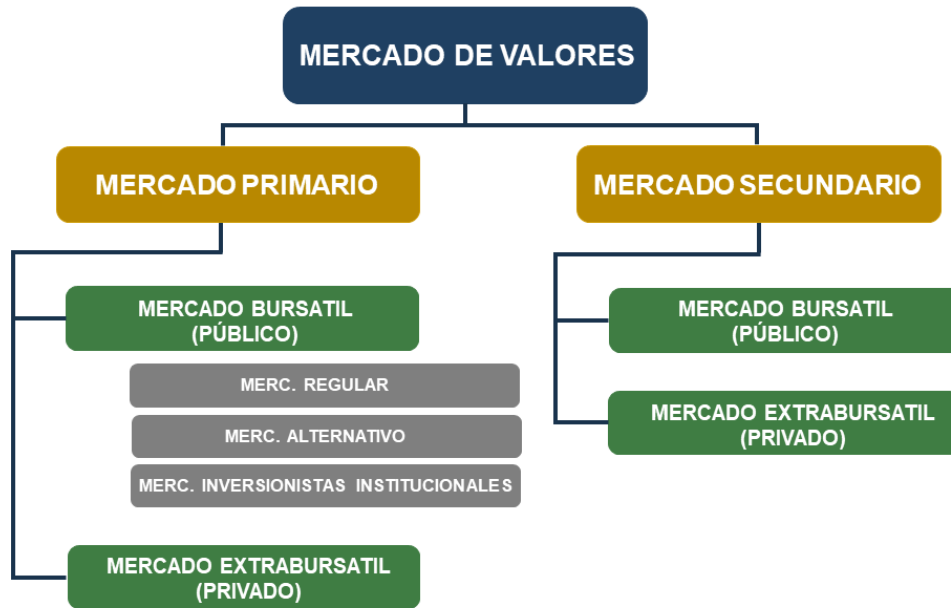 MERCADO DE VALORES
MERCADO PRIMARIO
MERCADO BURSATIL
(PÚBLICO)
MERC. REGULAR
MERC. ALTERNATIVO
MERC. INVERSIONISTAS INSTITUCIONALES
MERCADO EXTRABURSATIL
(PRIVADO)
MERCADO SECUNDARIO
MERCADO BURSATIL
(PÚBLICO)
MERCADO EXTRABURSATIL
(PRIVADO)